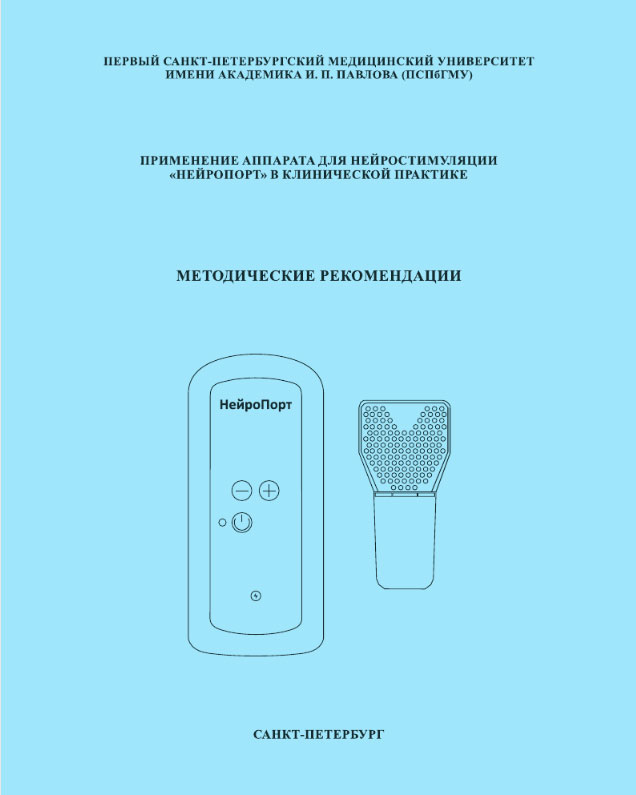 ПЕРВЫЙ САНКТ-ПЕТЕРБУРГСКИЙ МЕДИЦИНСКИЙ УНИВЕРСИТЕТ
ИМЕНИ АКАДЕМИКА И. П. ПАВЛОВА (ПСПбГМУ)
ПРИМЕНЕНИЕ АППАРАТА ДЛЯ НЕЙРОСТИМУЛЯЦИИ
«НЕЙРОПОРТ» В КЛИНИЧЕСКОЙ ПРАКТИКЕ
МЕТОДИЧЕСКИЕ РЕКОМЕНДАЦИИ
НейроПорт
САНКТ-ПЕТЕРБУРГ